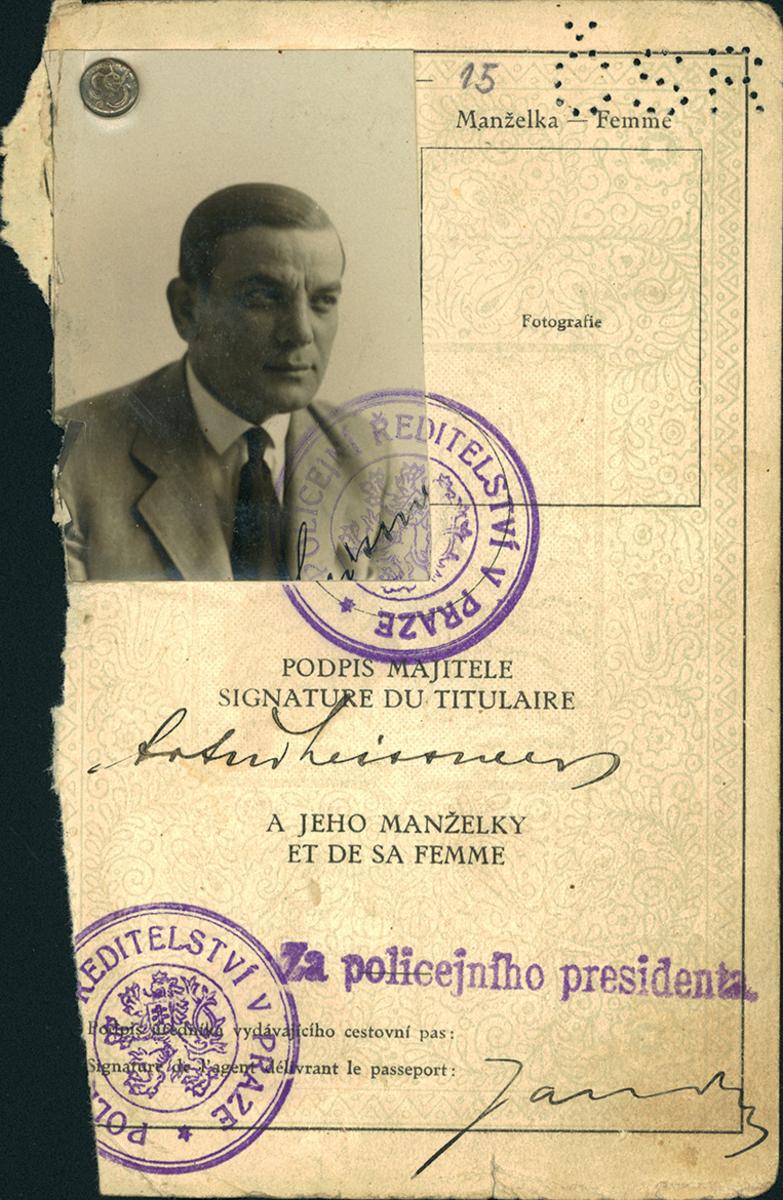 15
Manželka — Femme
Fotografie
POLICEJNÍ ŘEDITELSTVÍ V PRAZE
PODPIS MAJITELE
SIGNATURE DU TITULAIRE
A JEHO MANŽELKY
ET DE SA FEMME
POLI ŘEDITELSTVÍ V PRAZE
Za policejního presidenta
Podpis úředníka vydávajícího cestovní pas:
Signature de l'agent délivrant le passeport: